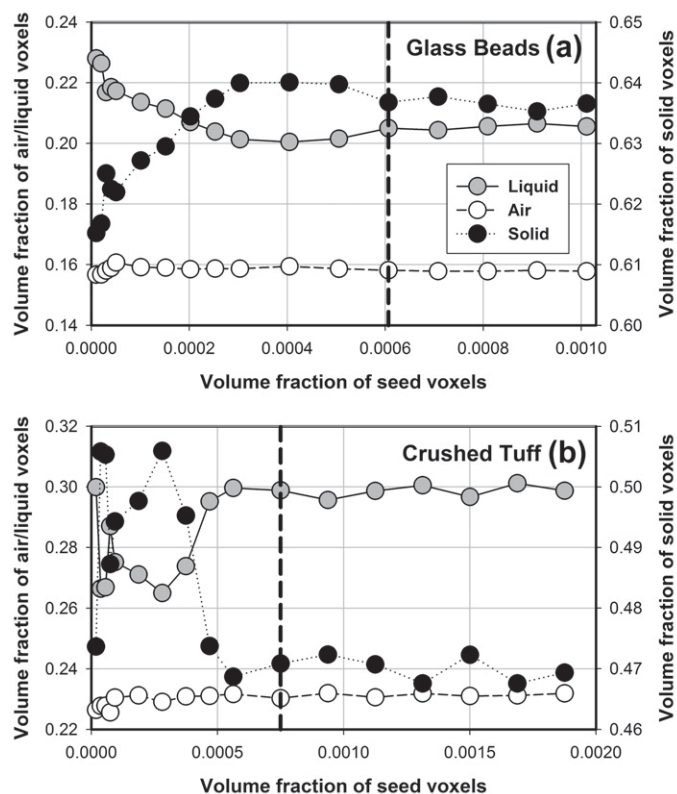 Glass Beads (a)
Volume fraction of air/liquid voxels
0.24
0.22
0.20
0.18
0.16
0.14
0.65
0.64
0.63
0.62
0.61
0.60
Volume fraction of solid voxels
Liquid
Air
Solid
0.0000 0.0002 0.0004 0.0006 0.0008 0.0010
Volume fraction of seed voxels
Crushed Tuff (b)
Volume fraction of air/liquid voxels
0.32
0.30
0.28
0.26
0.24
0.22
0.51
0.50
0.49
0.48
0.47
0.46
Volume fraction of solid voxels
0.0000 0.0005 0.0010 0.0015 0.0020
Volume fraction of seed voxels